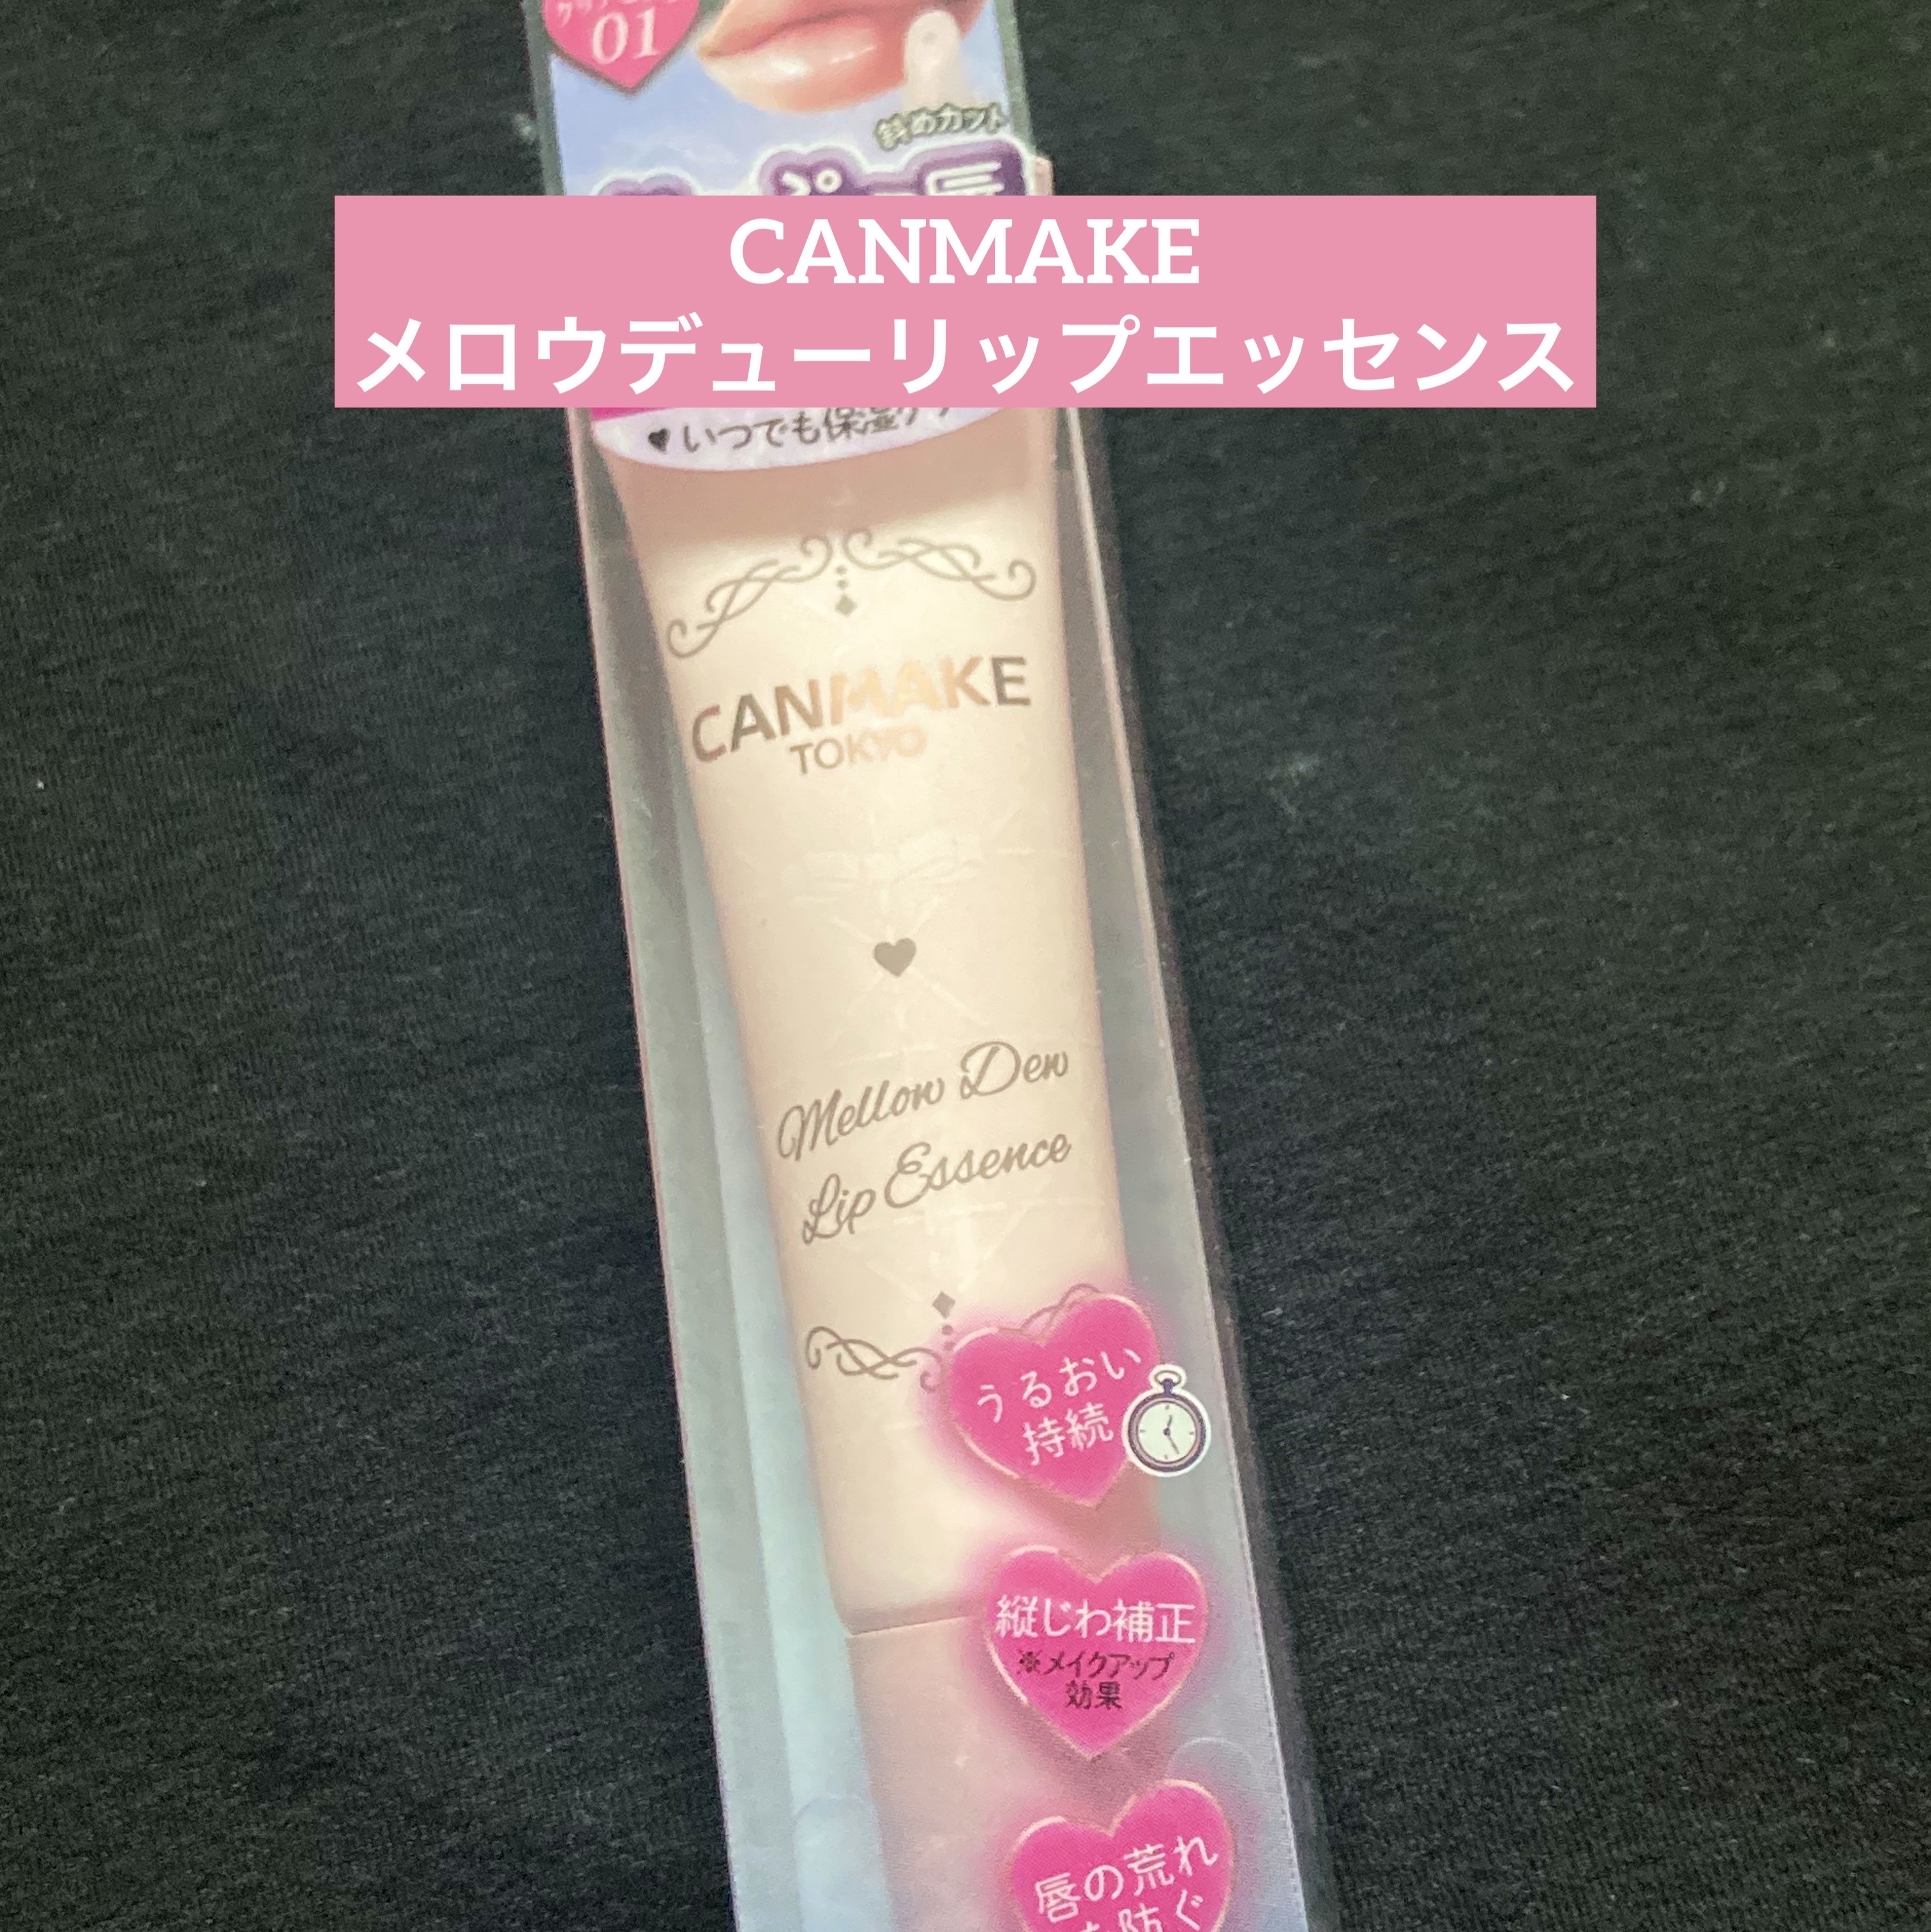 01
斜めカット
CANMAKE
メロウデューリップエッセンス
♥いつでも保湿ケア
CANMAKE
TOKYO
Mellow Dew
Lip Essence
うるおい
持続
縦じわ補正
※メイクアップ
効果
唇の荒れ
を防ぐ